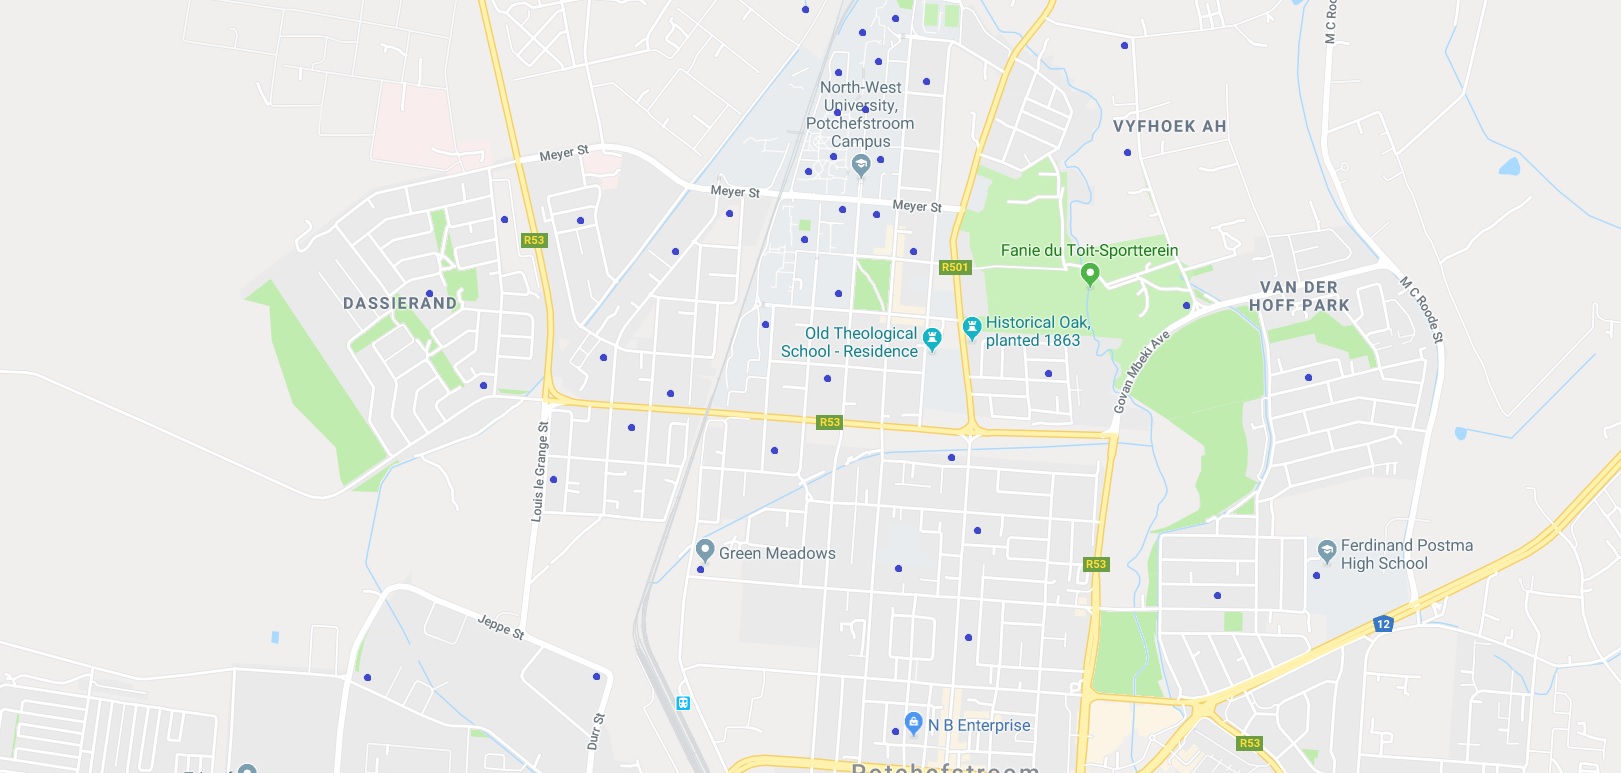 M C Roode
North-West
University,
Potchefstroom
Campus
VYFHOEK AH
Meyer St
Meyer St
Meyer St
R53
Fanie du Toit-Sportterein
R501
DASSIERAND
VAN DER
HOFF PARK
M C Roode St
Old Theological
School - Residence
Historical Oak,
planted 1863
Govan Mbeki Ave
R53
Louis le Grange St
Green Meadows
R53
Ferdinand Postma
High School
Jeppe St
12
N B Enterprise
Durr St
R53
Potchefstroom